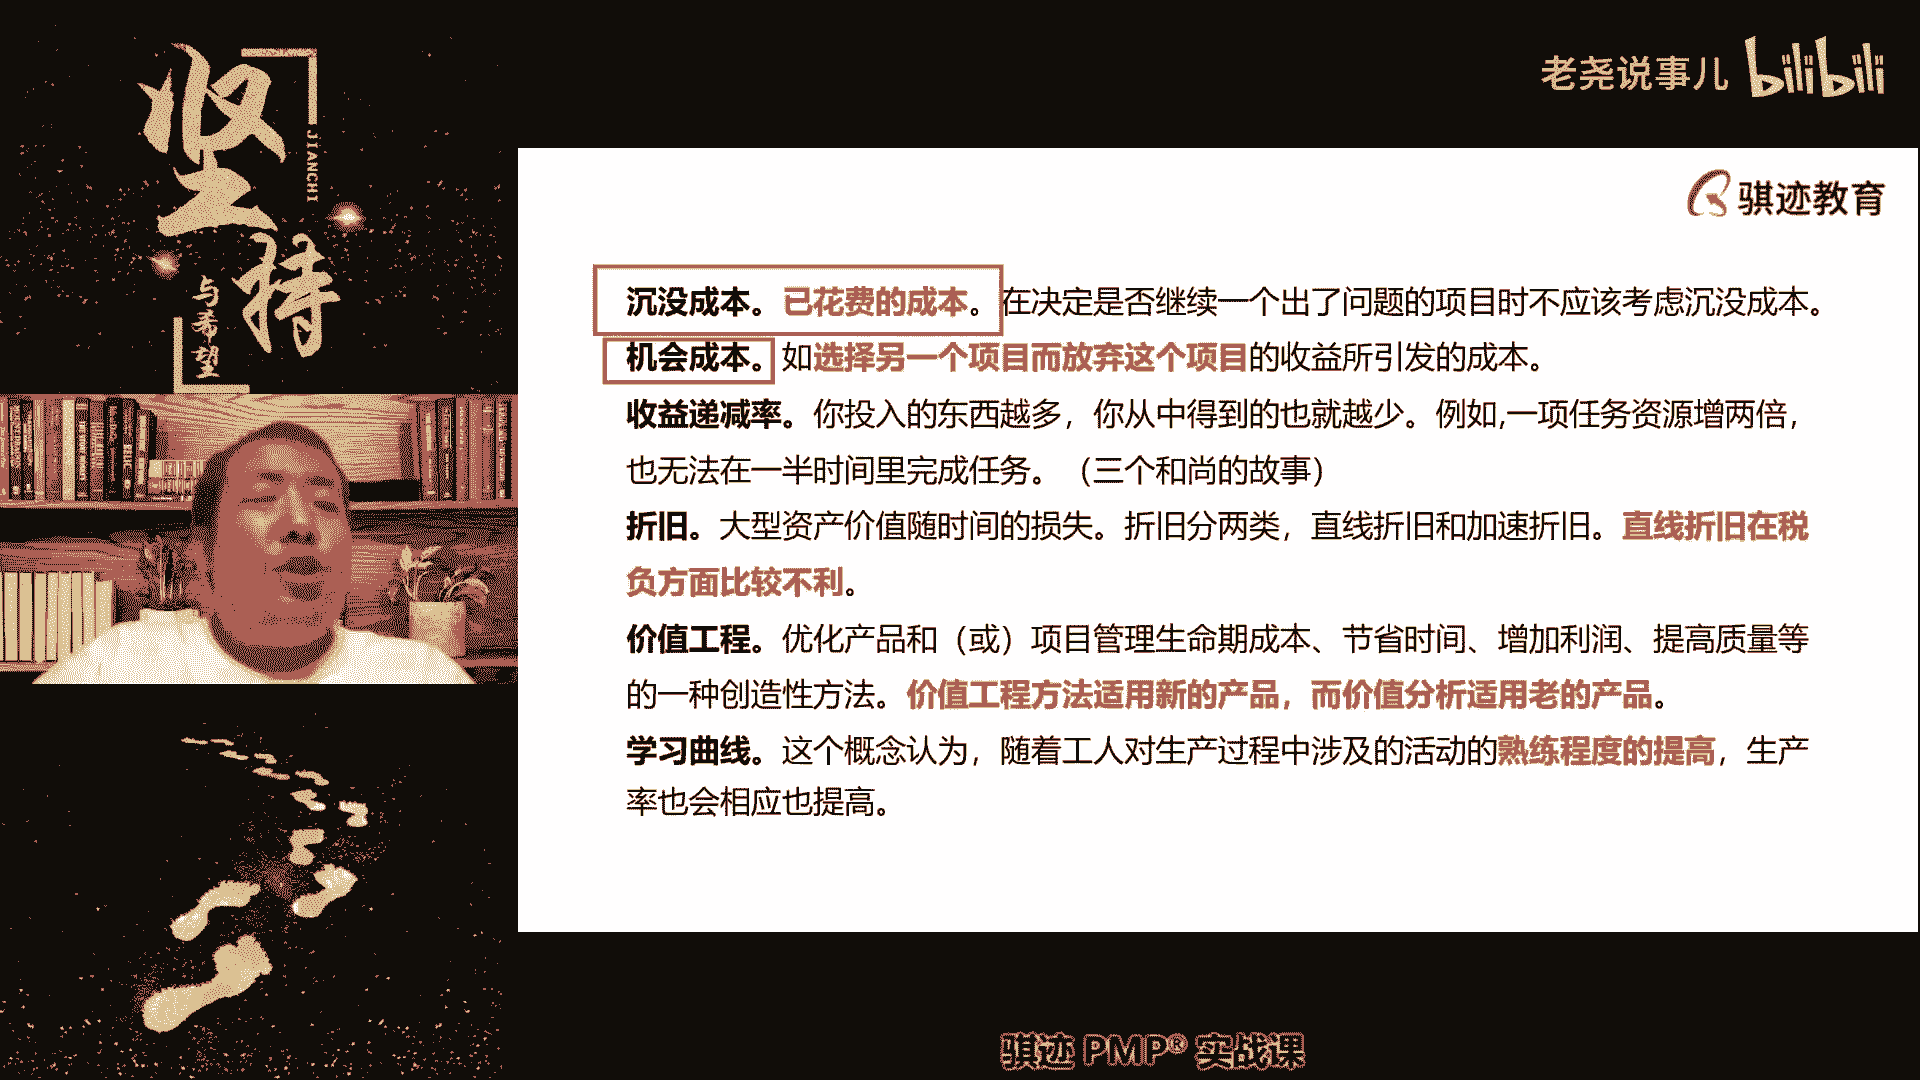 坚持
JIANCHI
与希望
老尧说事儿 bilibili
骐迹教育
沉没成本。已花费的成本。在决定是否继续一个出了问题的项目时不应该考虑沉没成本。
机会成本。如选择另一个项目而放弃这个项目的收益所引发的成本。
收益递减率。你投入的东西越多，你从中得到的也就越少。例如,一项任务资源增两倍，
也无法在一半时间里完成任务。（三个和尚的故事）
折旧。大型资产价值随时间的损失。折旧分两类，直线折旧和加速折旧。直线折旧在税
负方面比较不利。
价值工程。优化产品和（或）项目管理生命期成本、节省时间、增加利润、提高质量等
的一种创造性方法。价值工程方法适用新的产品，而价值分析适用老的产品。
学习曲线。这个概念认为，随着工人对生产过程中涉及的活动的熟练程度的提高，生产
率也会相应也提高。
骐迹 PMP® 实战课